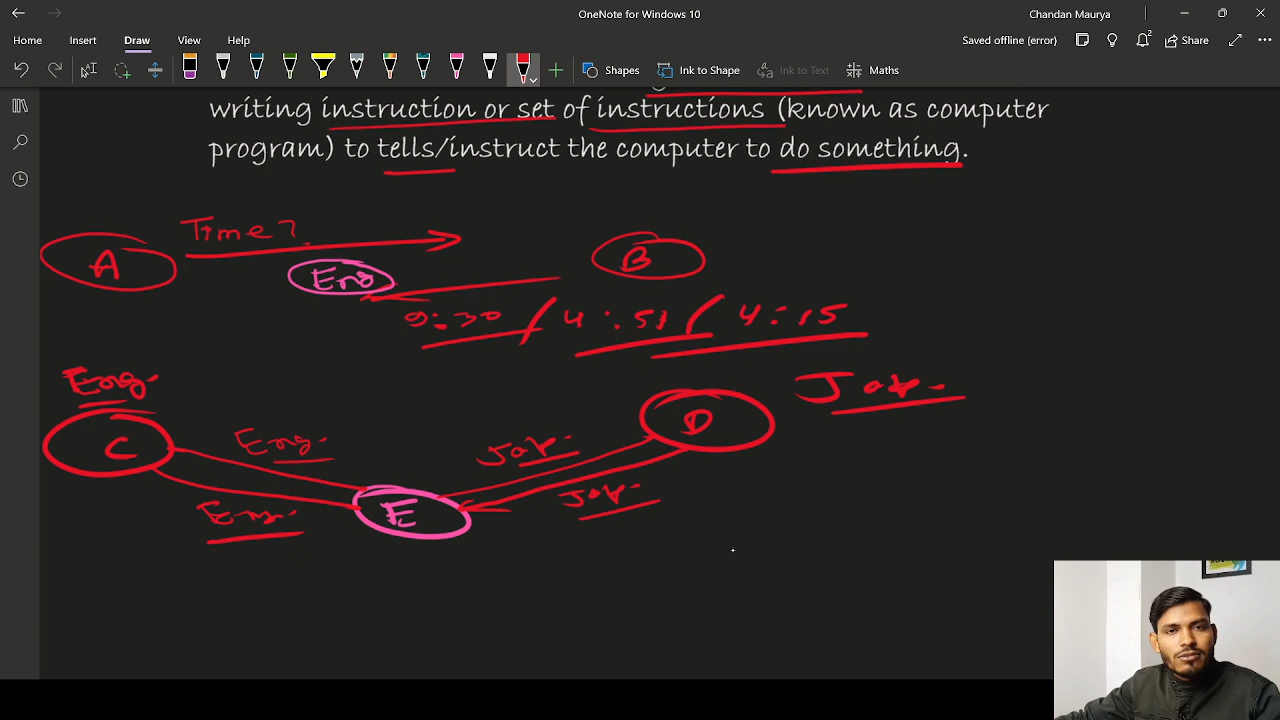 OneNote for Windows 10
Chandan Maurya
Home Insert Draw View Help
Saved offline (error)
Share
Shapes
Ink to Shape
Ink to Text
Maths
writing instruction or set of instructions (known as computer
program) to tells/instruct the computer to do something.
A
Time?
B
Eng
9:30 / 4:51 / 4:15
Eng.
Jap.
C
D
Eng.
Jap.
Eng.
E
Jap.